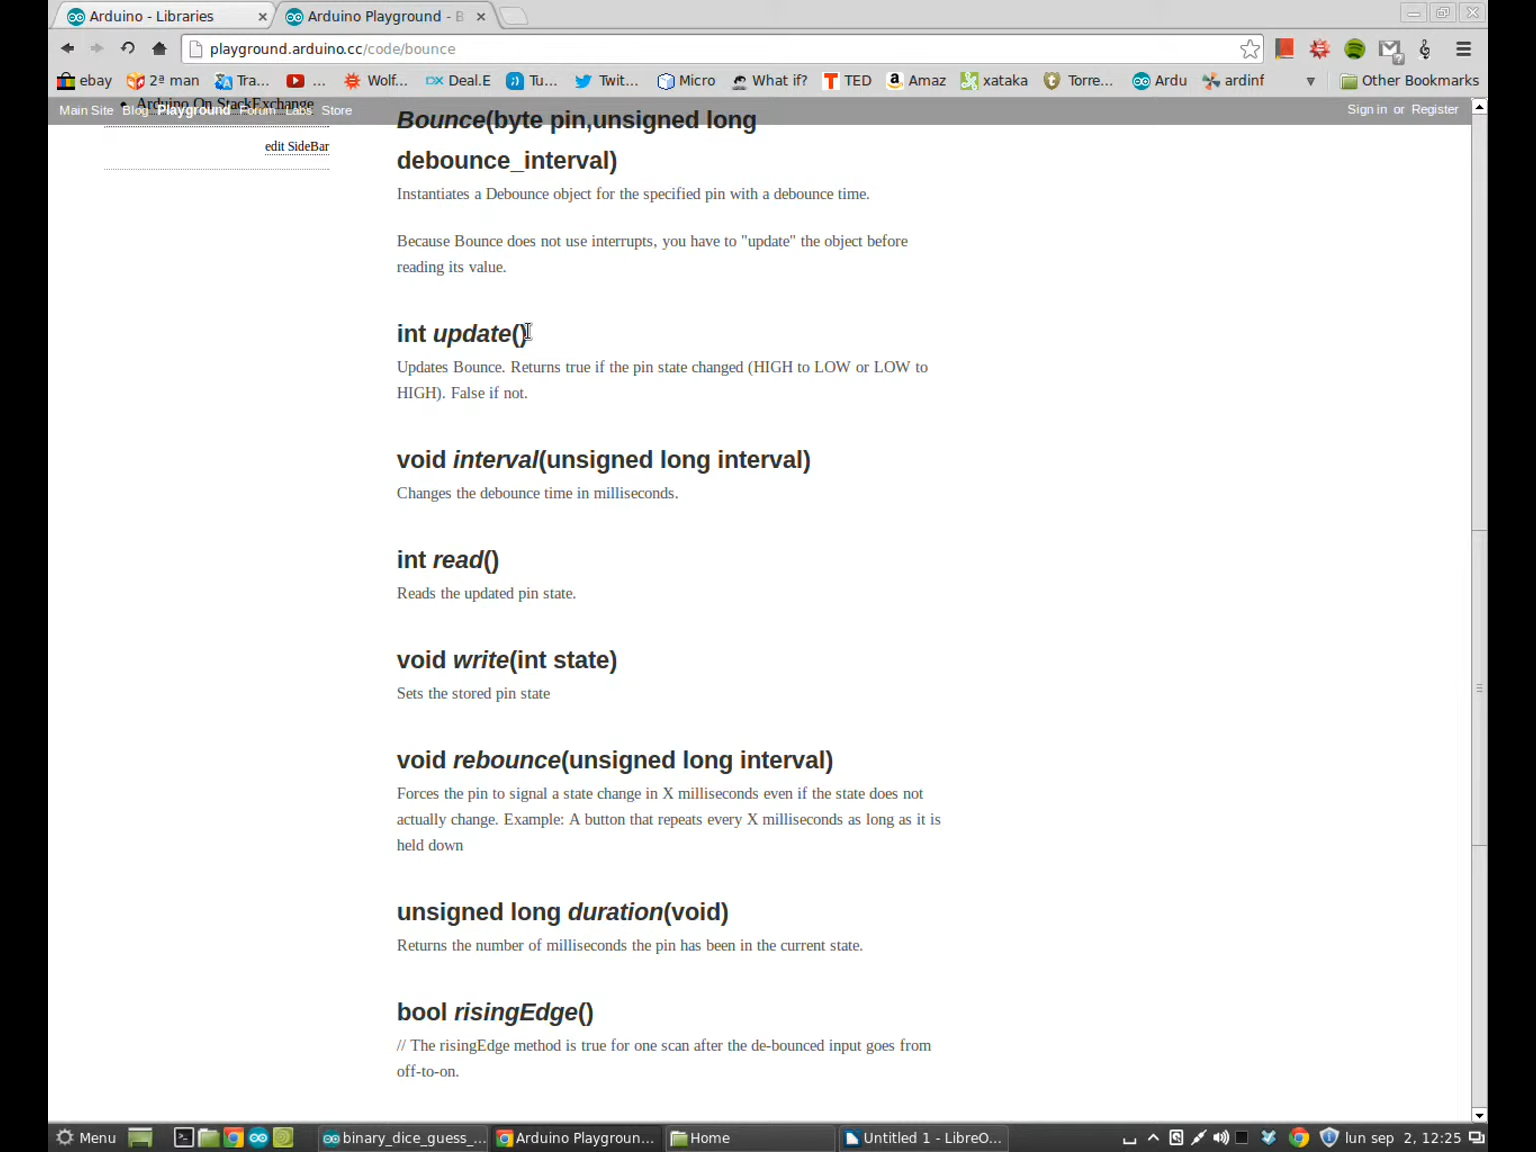 Arduino - Libraries
Arduino Playground - B
playground.arduino.cc/code/bounce
ebay 2ª man Tra... ... Wolf... DX Deal.E Tu... Twit... Micro What if? TED Amaz xataka Torre... Ardu ardinf Other Bookmarks
Arduino On StackExchange
Main Site Blog Playground Forum Labs Store Sign in or Register
edit SideBar
Bounce(byte pin,unsigned long
debounce_interval)
Instantiates a Debounce object for the specified pin with a debounce time.
Because Bounce does not use interrupts, you have to "update" the object before
reading its value.
int update()
Updates Bounce. Returns true if the pin state changed (HIGH to LOW or LOW to
HIGH). False if not.
void interval(unsigned long interval)
Changes the debounce time in milliseconds.
int read()
Reads the updated pin state.
void write(int state)
Sets the stored pin state
void rebounce(unsigned long interval)
Forces the pin to signal a state change in X milliseconds even if the state does not
actually change. Example: A button that repeats every X milliseconds as long as it is
held down
unsigned long duration(void)
Returns the number of milliseconds the pin has been in the current state.
bool risingEdge()
// The risingEdge method is true for one scan after the de-bounced input goes from
off-to-on.
Menu binary_dice_guess_... Arduino Playgroun... Home Untitled 1 - LibreO... lun sep 2, 12:25